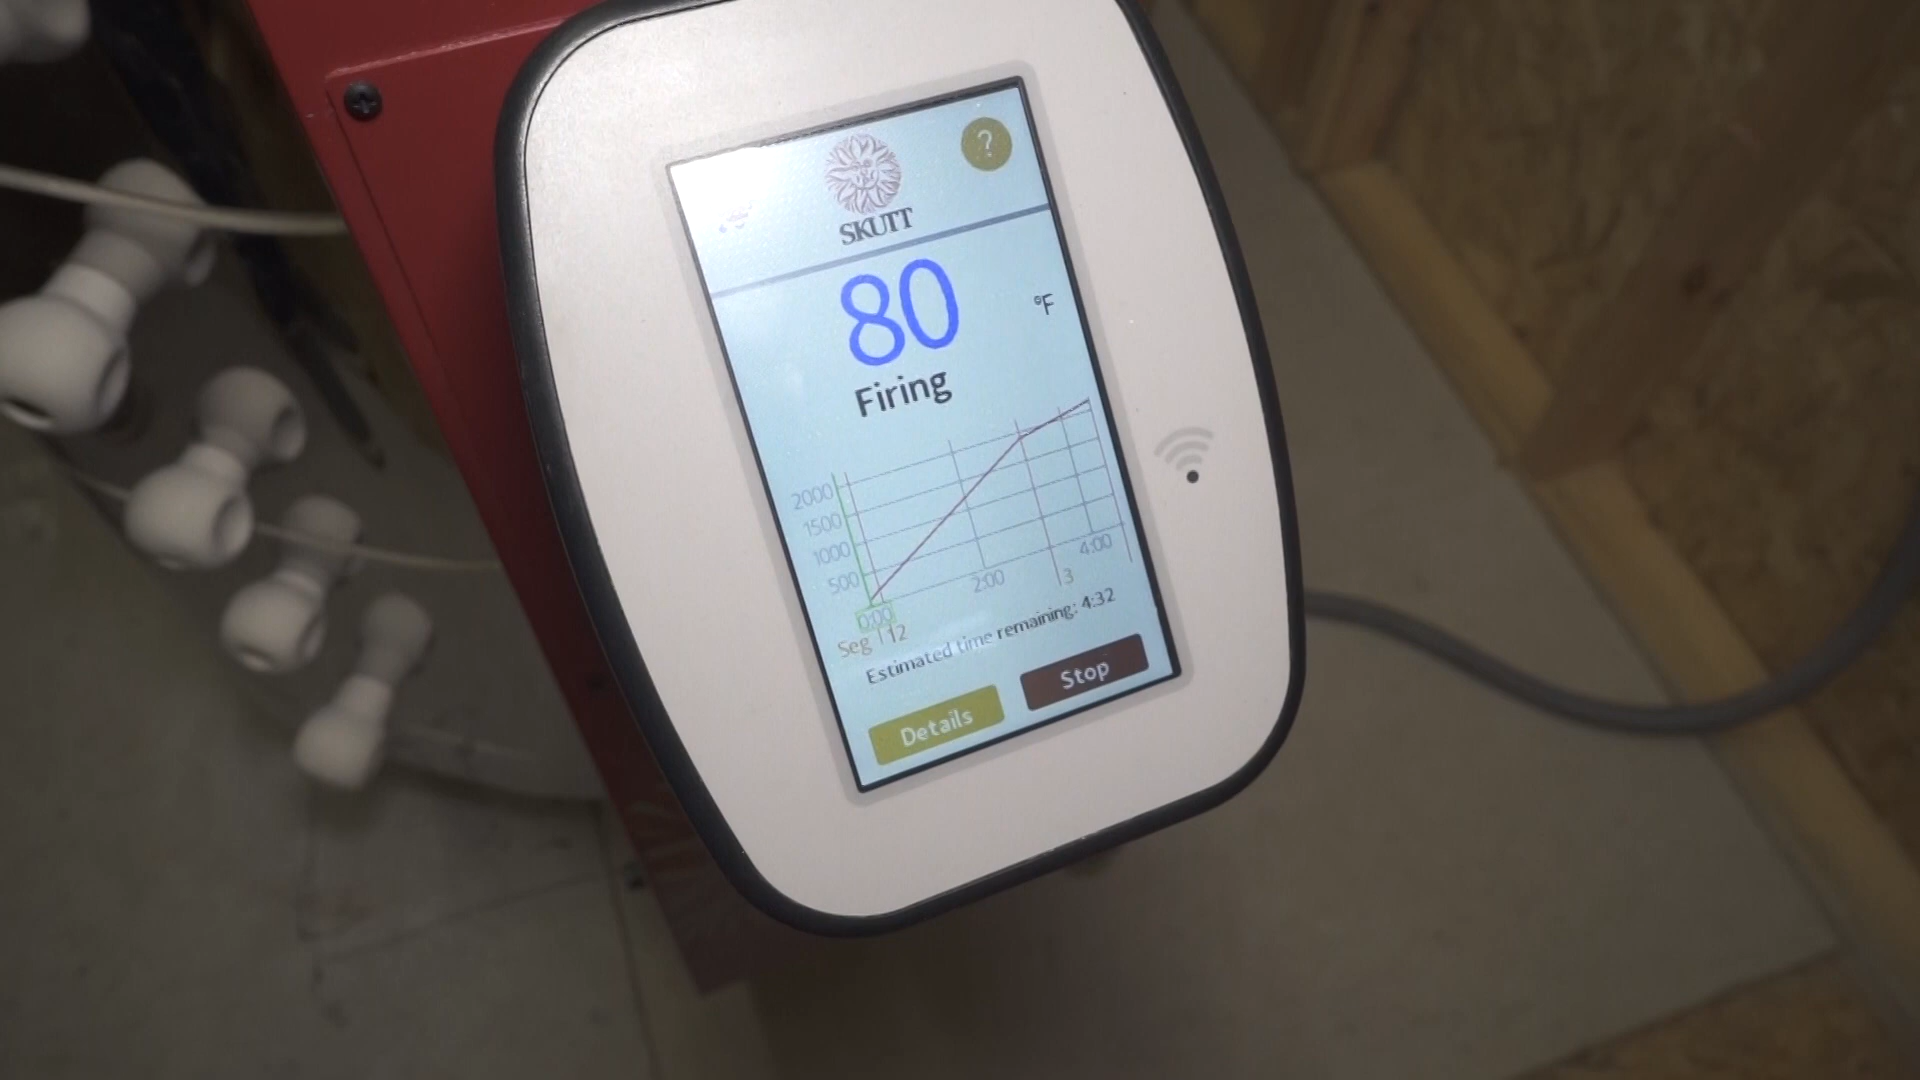 ?
SKUTT
80 °F
Firing
2000
1500
1000
500
0:00
2:00
4:00
Seg 1 2
3
Estimated time remaining: 4:32
Details
Stop